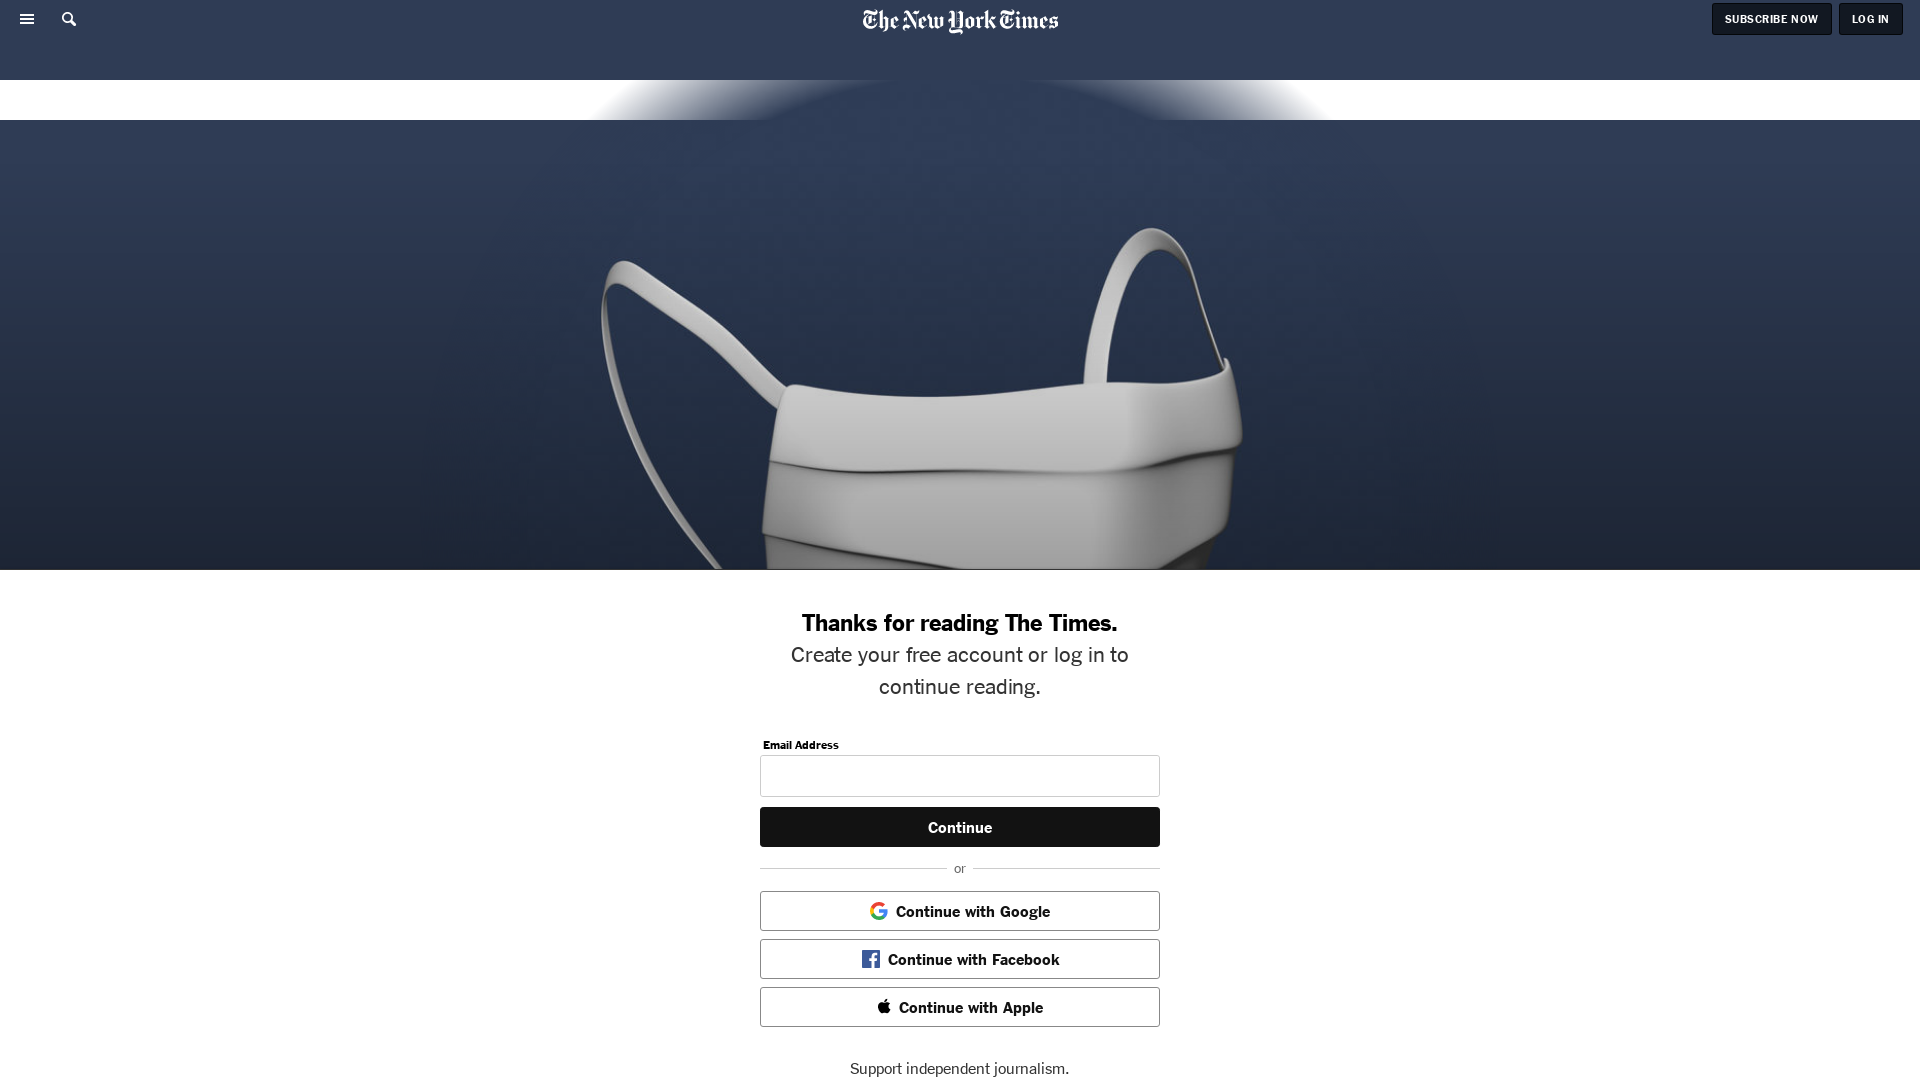 The New York Times
SUBSCRIBE NOW
LOG IN
Thanks for reading The Times.
Create your free account or log in to
continue reading.
Email Address
Continue
or
Continue with Google
Continue with Facebook
Continue with Apple
Support independent journalism.